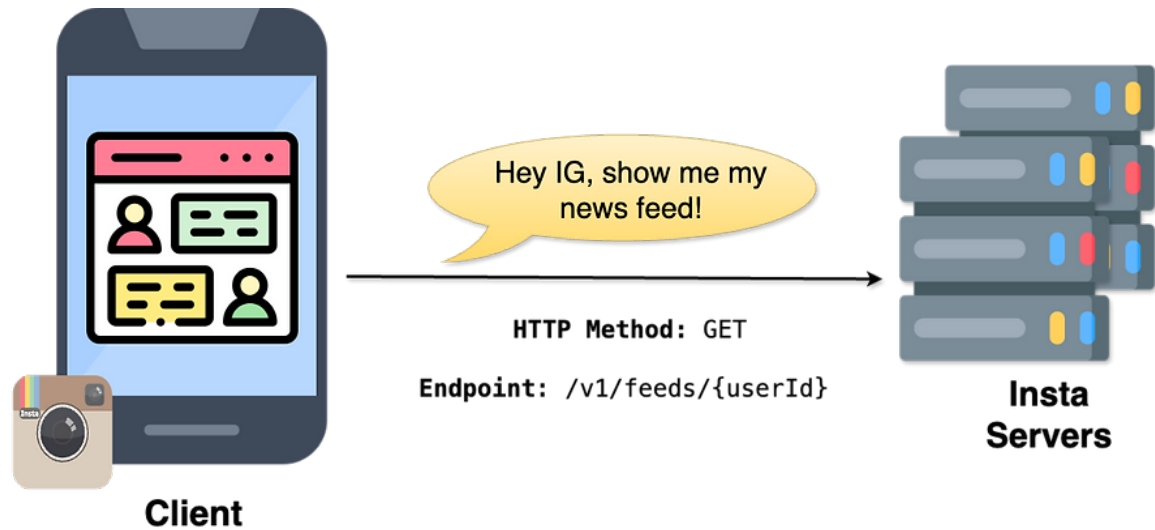 Hey IG, show me my
news feed!
HTTP Method: GET
Endpoint: /v1/feeds/{userId}
Insta
Client
Insta
Servers